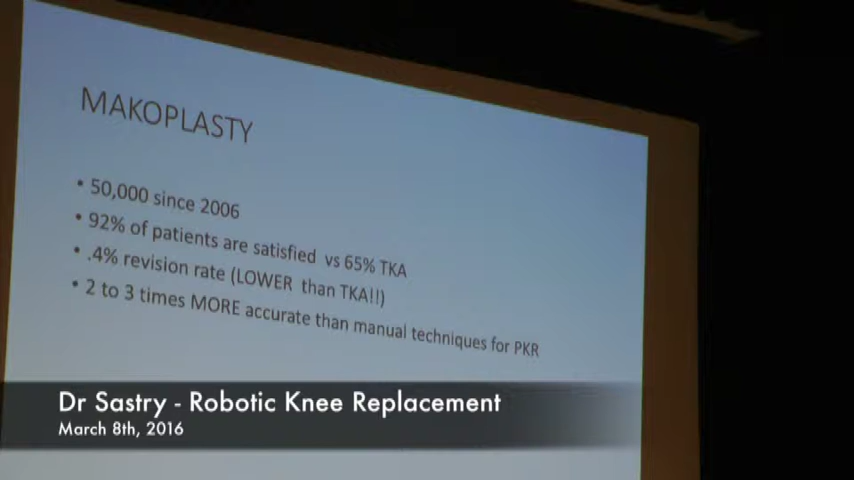 MAKOPLASTY
• 50,000 since 2006
• 92% of patients are satisfied vs 65% TKA
• .4% revision rate (LOWER than TKA!!)
• 2 to 3 times MORE accurate than manual techniques for PKR
Dr Sastry - Robotic Knee Replacement
March 8th, 2016